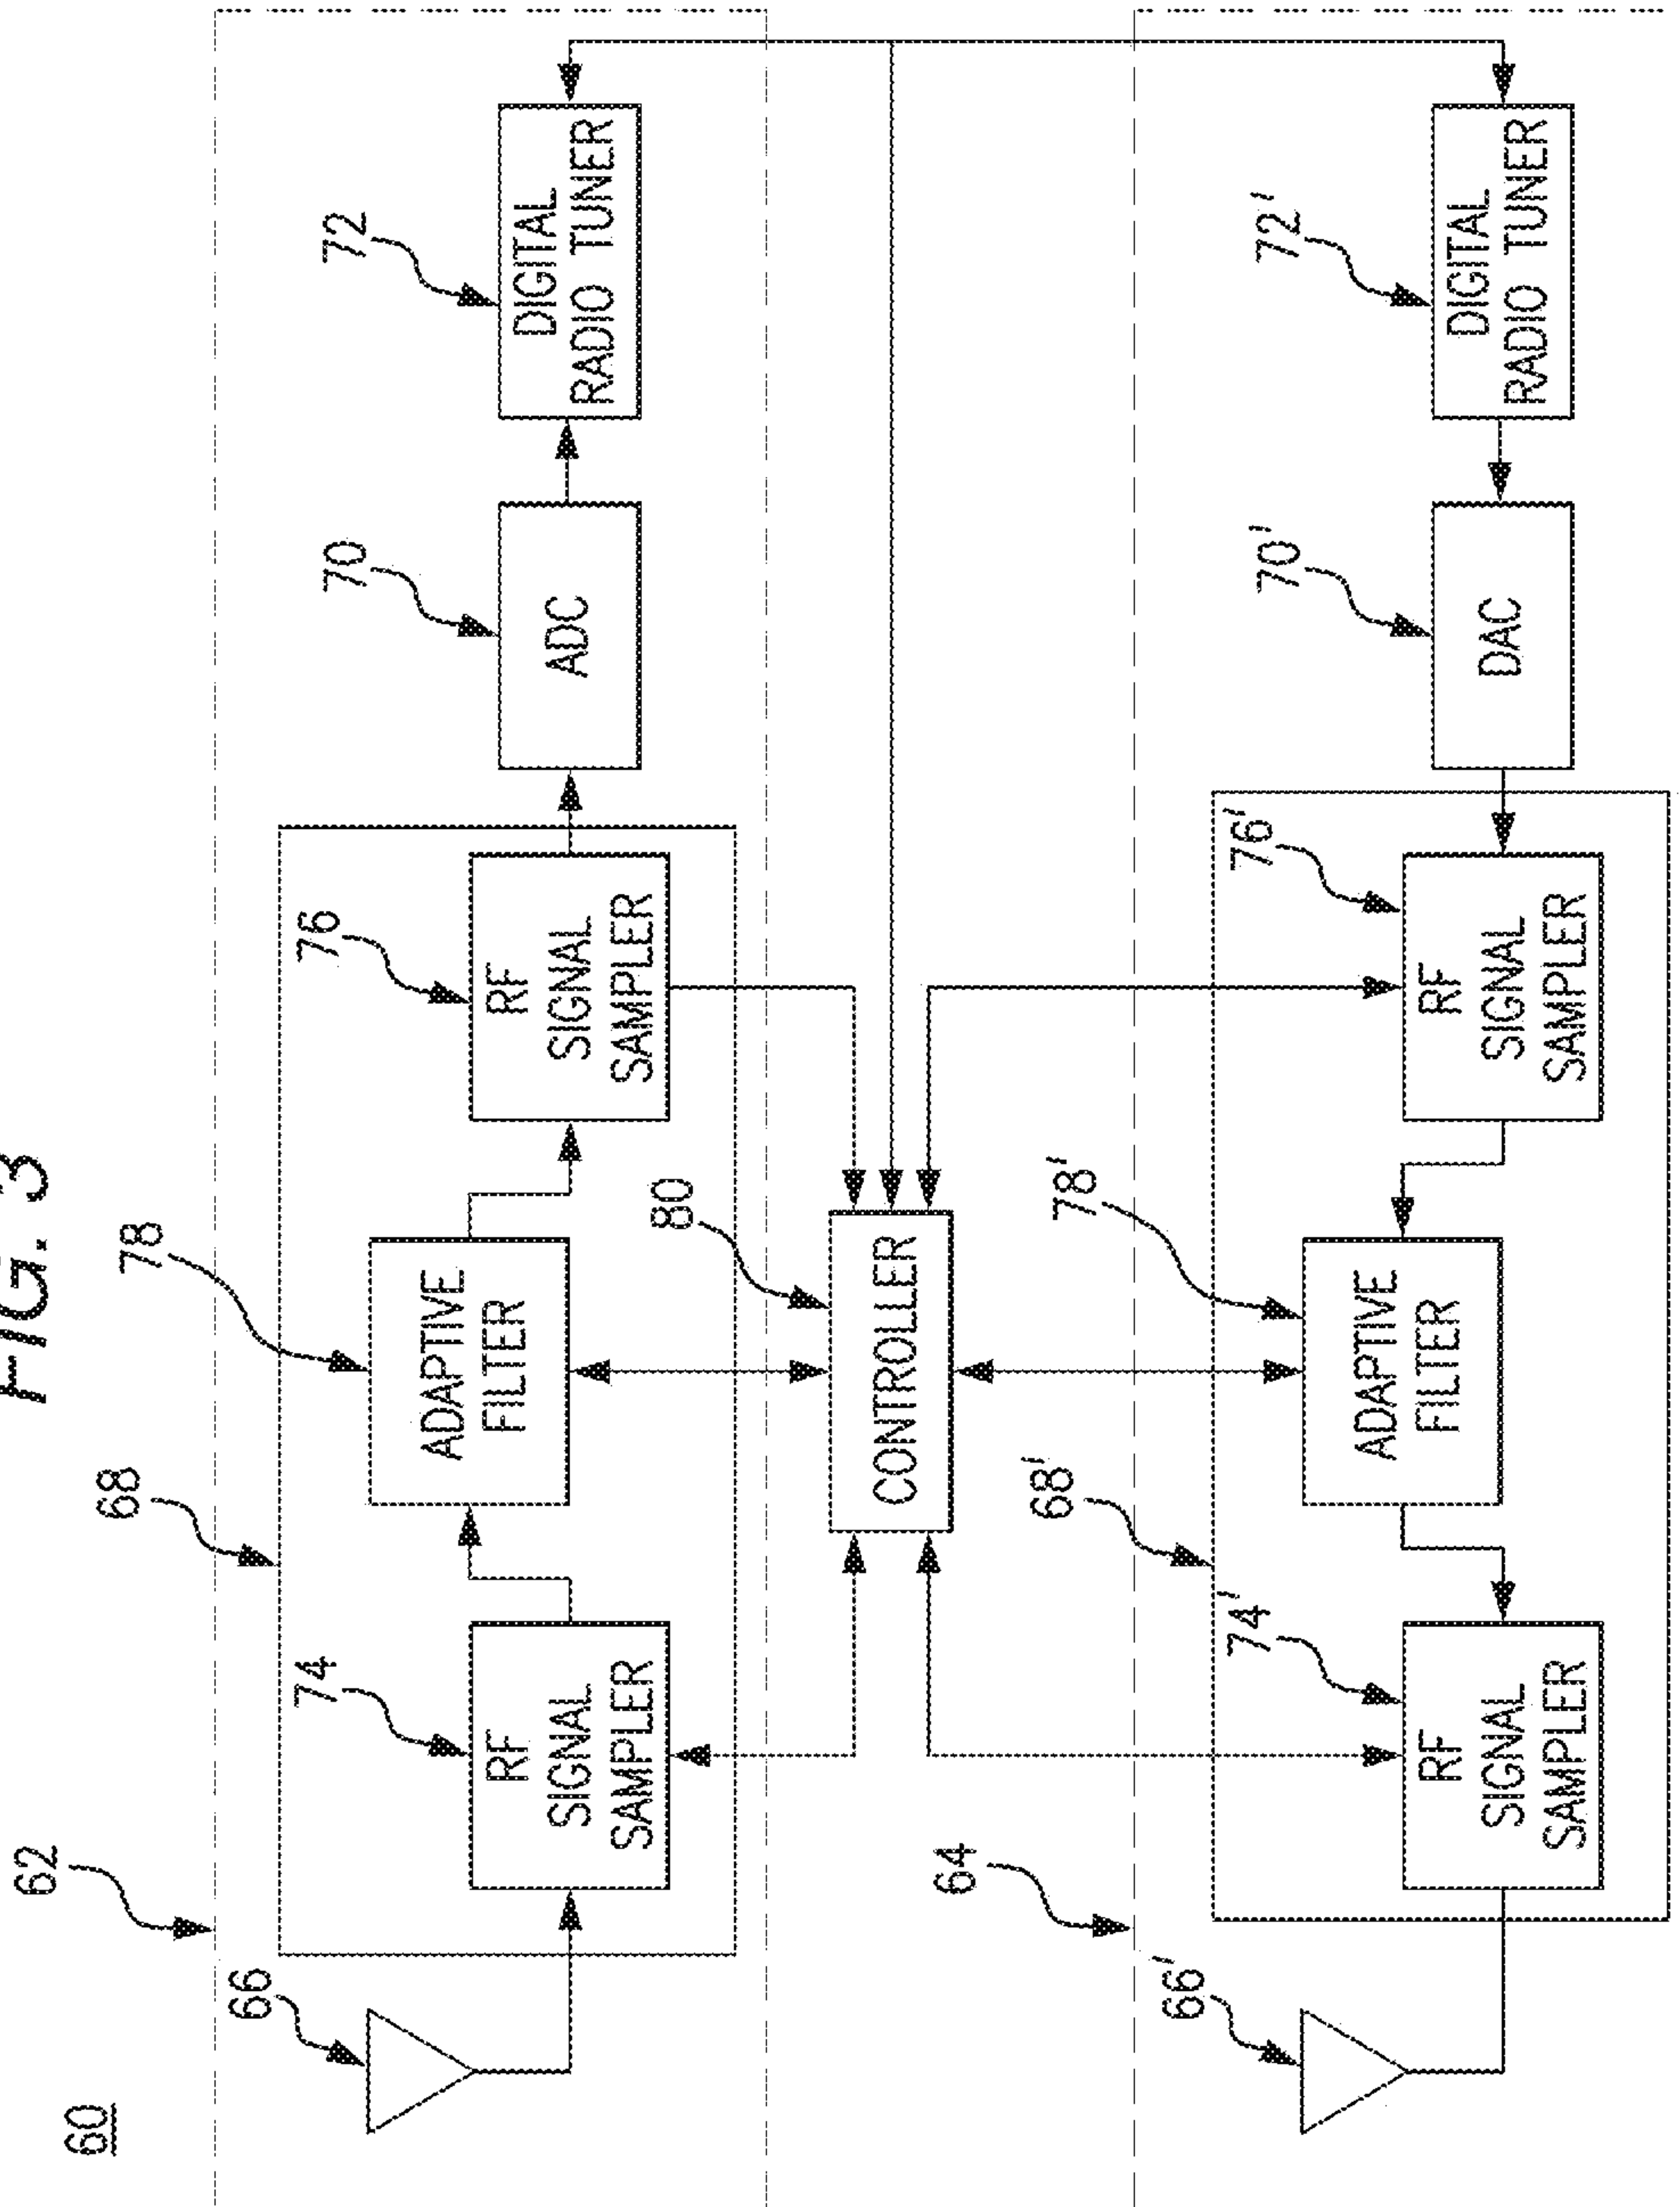 FIG. 3
60
62
66
68
74
RF
SIGNAL
SAMPLER
78
ADAPTIVE
FILTER
76
RF
SIGNAL
SAMPLER
70
ADC
72
DIGITAL
RADIO TUNER
80
CONTROLLER
64
66'
68'
74'
RF
SIGNAL
SAMPLER
78'
ADAPTIVE
FILTER
76'
RF
SIGNAL
SAMPLER
70'
DAC
72'
DIGITAL
RADIO TUNER